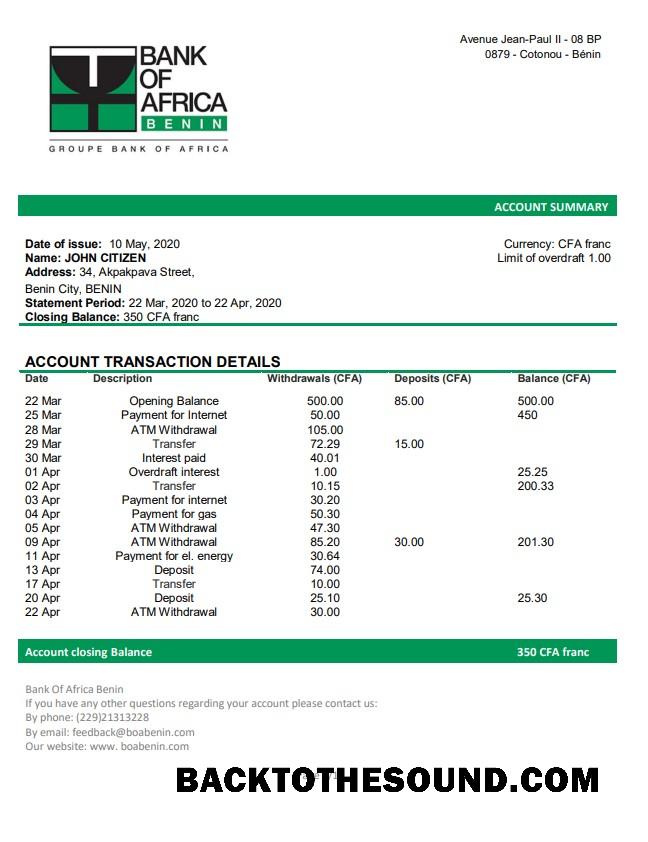 Avenue Jean-Paul II - 08 BP
0879 - Cotonou - Bénin
BANK
OF
AFRICA
BENIN
GROUPE BANK OF AFRICA
ACCOUNT SUMMARY
Date of issue: 10 May, 2020 Currency: CFA franc
Name: JOHN CITIZEN Limit of overdraft 1.00
Address: 34, Akpakpava Street,
Benin City, BENIN
Statement Period: 22 Mar, 2020 to 22 Apr, 2020
Closing Balance: 350 CFA franc
ACCOUNT TRANSACTION DETAILS
Date Description Withdrawals (CFA) Deposits (CFA) Balance (CFA)
22 Mar Opening Balance 500.00 85.00 500.00
25 Mar Payment for Internet 50.00 450
28 Mar ATM Withdrawal 105.00
29 Mar Transfer 72.29 15.00
30 Mar Interest paid 40.01
01 Apr Overdraft interest 1.00 25.25
02 Apr Transfer 10.15 200.33
03 Apr Payment for internet 30.20
04 Apr Payment for gas 50.30
05 Apr ATM Withdrawal 47.30
09 Apr ATM Withdrawal 85.20 30.00 201.30
11 Apr Payment for el. energy 30.64
13 Apr Deposit 74.00
17 Apr Transfer 10.00
20 Apr Deposit 25.10 25.30
22 Apr ATM Withdrawal 30.00
Account closing Balance 350 CFA franc
Bank Of Africa Benin
If you have any other questions regarding your account please contact us:
By phone: (229)21313228
By email: feedback@boabenin.com
Our website: www. boabenin.com
BACKTOTHESOUND.COM